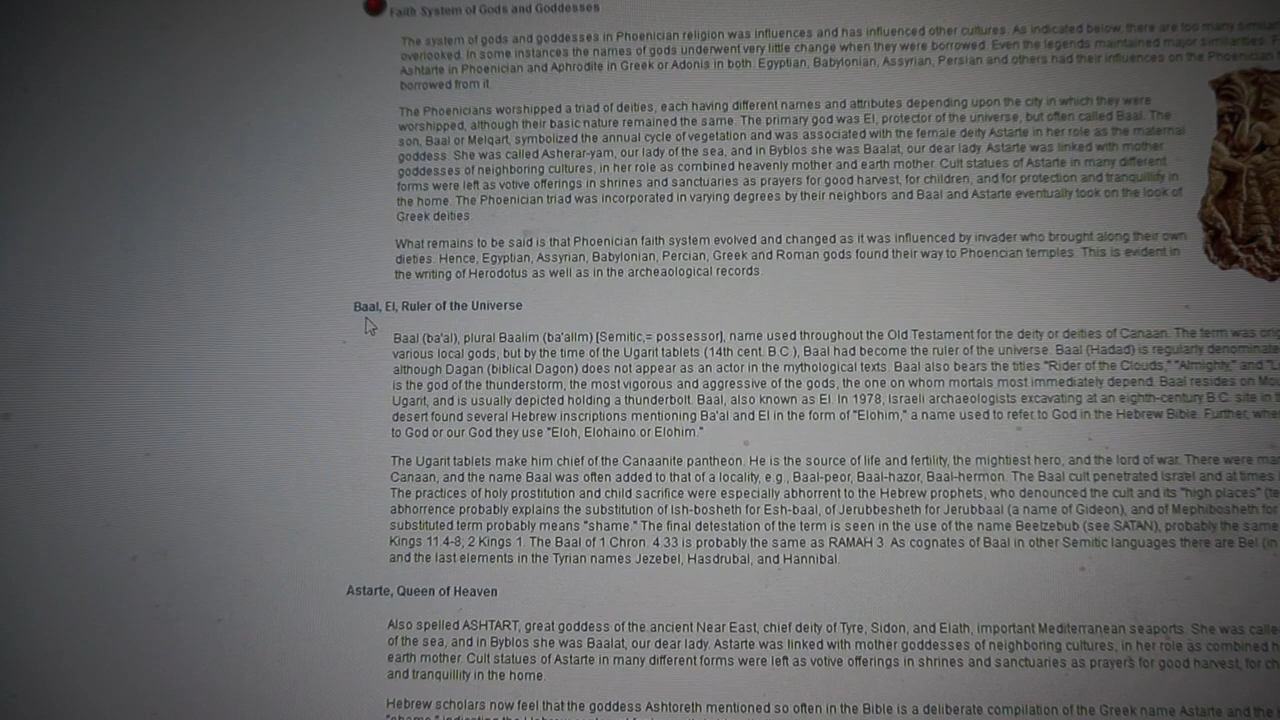 Faith System of Gods and Goddesses
The system of gods and goddesses in Phoenician religion was influences and has influenced other cultures. As indicated below, there are too many
overlooked. In some instances the names of gods underwent very little change when they were borrowed. Even the legends maintained major similarities.
Ashtarte in Phoenician and Aphrodite in Greek or Adonis in both. Egyptian, Babylonian, Assyrian, Persian and others had their influences on the Phoenician
borrowed from it.
The Phoenicians worshipped a triad of deities, each having different names and attributes depending upon the city in which they were
worshipped, although their basic nature remained the same. The primary god was El, protector of the universe, but often called Baal. The
son, Baal or Melqart, symbolized the annual cycle of vegetation and was associated with the female deity Astarte in her role as the maternal
goddess. She was called Asherar-yam, our lady of the sea, and in Byblos she was Baalat, our dear lady. Astarte was linked with mother
goddesses of neighboring cultures, in her role as combined heavenly mother and earth mother. Cult statues of Astarte in many different
forms were left as votive offerings in shrines and sanctuaries as prayers for good harvest, for children, and for protection and tranquility in
the home. The Phoenician triad was incorporated in varying degrees by their neighbors and Baal and Astarte eventually took on the look of
Greek deities.
What remains to be said is that Phoenician faith system evolved and changed as it was influenced by invader who brought along their own
dieties. Hence, Egyptian, Assyrian, Babylonian, Percian, Greek and Roman gods found their way to Phoencian temples. This is evident in
the writing of Herodotus as well as in the archeaological records.
Baal, El, Ruler of the Universe
Baal (ba'al), plural Baalim (ba'allm) [Semitic,= possessor], name used throughout the Old Testament for the deity or deities of Canaan. The term was
various local gods, but by the time of the Ugarit tablets (14th cent. B.C.), Baal had become the ruler of the universe. Baal (Hadad) is regularly
although Dagan (biblical Dagon) does not appear as an actor in the mythological texts. Baal also bears the titles "Rider of the Clouds," "Almighty," and
is the god of the thunderstorm, the most vigorous and aggressive of the gods, the one on whom mortals most immediately depend. Baal resides on
Ugarit, and is usually depicted holding a thunderbolt. Baal, also known as El. In 1978, Israeli archaeologists excavating at an eighth-century B.C. site in
desert found several Hebrew inscriptions mentioning Ba'al and El in the form of "Elohim," a name used to refer to God in the Hebrew Bible. Further,
to God or our God they use "Eloh, Elohaino or Elohim."
The Ugarit tablets make him chief of the Canaanite pantheon. He is the source of life and fertility, the mightiest hero, and the lord of war. There were
Canaan, and the name Baal was often added to that of a locality, e.g., Baal-peor, Baal-hazor, Baal-hermon. The Baal cult penetrated Israel and at times
The practices of holy prostitution and child sacrifice were especially abhorrent to the Hebrew prophets, who denounced the cult and its "high places"
abhorrence probably explains the substitution of Ish-bosheth for Esh-baal, of Jerubbesheth for Jerubbaal (a name of Gideon), and of Mephibosheth for
substituted term probably means "shame." The final detestation of the term is seen in the use of the name Beelzebub (see SATAN), probably the same
Kings 11.4-8; 2 Kings 1. The Baal of 1 Chron. 4.33 is probably the same as RAMAH 3. As cognates of Baal in other Semitic languages there are Bel (in
and the last elements in the Tyrian names Jezebel, Hasdrubal, and Hannibal.
Astarte, Queen of Heaven
Also spelled ASHTART, great goddess of the ancient Near East, chief deity of Tyre, Sidon, and Elath, important Mediterranean seaports. She was
of the sea, and in Byblos she was Baalat, our dear lady. Astarte was linked with mother goddesses of neighboring cultures, in her role as combined
earth mother. Cult statues of Astarte in many different forms were left as votive offerings in shrines and sanctuaries as prayers for good harvest, for
and tranquillity in the home.
Hebrew scholars now feel that the goddess Ashtoreth mentioned so often in the Bible is a deliberate compilation of the Greek name Astarte and the